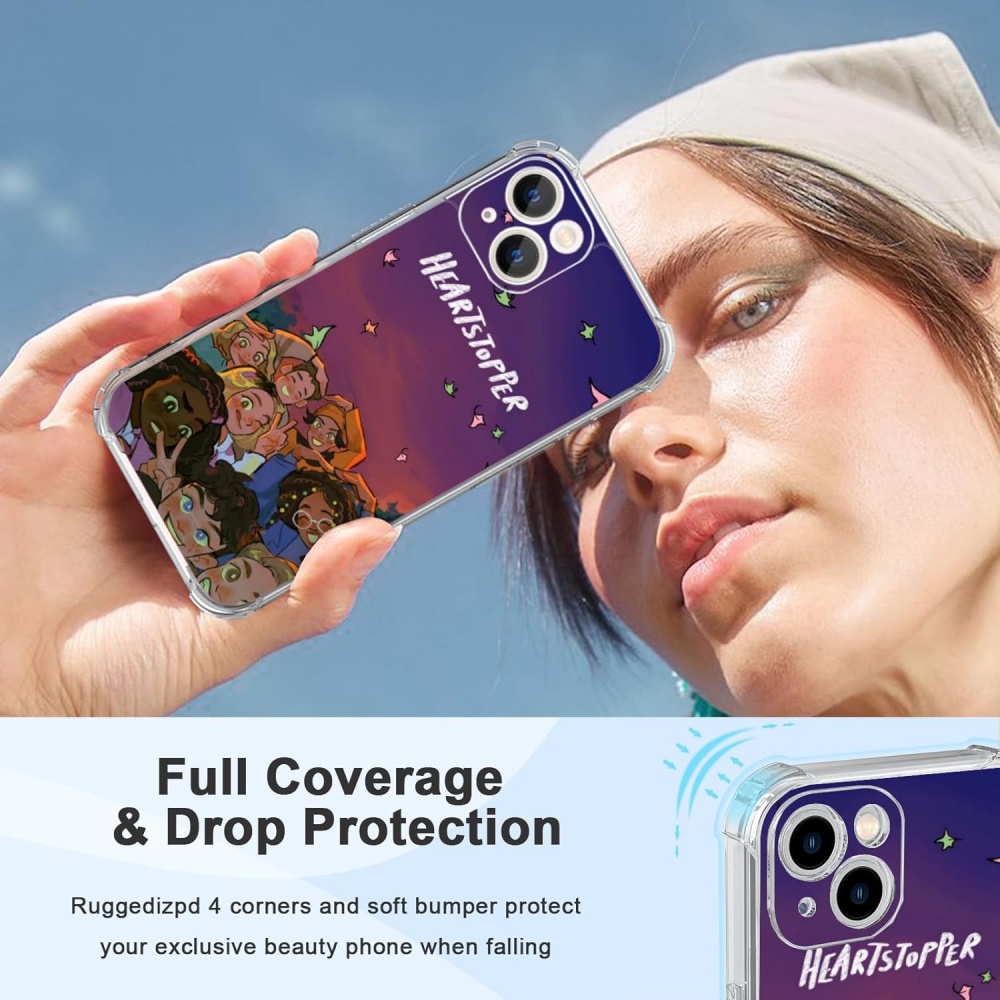 HEARTSTOPPER
Full Coverage
& Drop Protection
Ruggedizpd 4 corners and soft bumper protect
your exclusive beauty phone when falling
HEARTSTOPPER